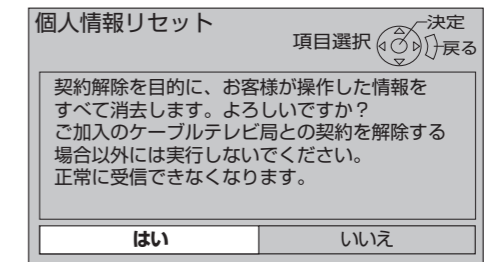 個人情報リセット
項目選択
決定
戻る
契約解除を目的に、お客様が操作した情報を
すべて消去します。よろしいですか？
ご加入のケーブルテレビ局との契約を解除する
場合以外には実行しないでください。
正常に受信できなくなります。
はい
いいえ